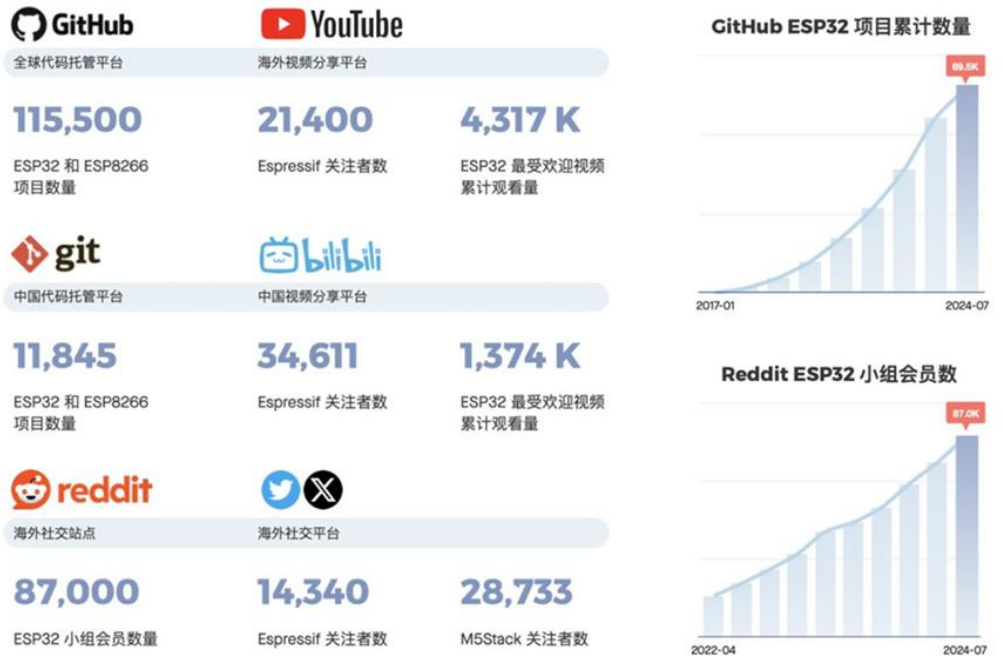 GitHub
YouTube
全球代码托管平台
海外视频分享平台
115,500
21,400
4,317 K
ESP32 和 ESP8266
项目数量
Espressif 关注者数
ESP32 最受欢迎视频
累计观看量
git
bilibili
中国代码托管平台
中国视频分享平台
11,845
34,611
1,374 K
ESP32 和 ESP8266
项目数量
Espressif 关注者数
ESP32 最受欢迎视频
累计观看量
reddit
海外社交站点
海外社交平台
87,000
14,340
28,733
ESP32 小组会员数量
Espressif 关注者数
M5Stack 关注者数
GitHub ESP32 项目累计数量
69.5K
2017-01
2024-07
Reddit ESP32 小组会员数
87.0K
2022-04
2024-07